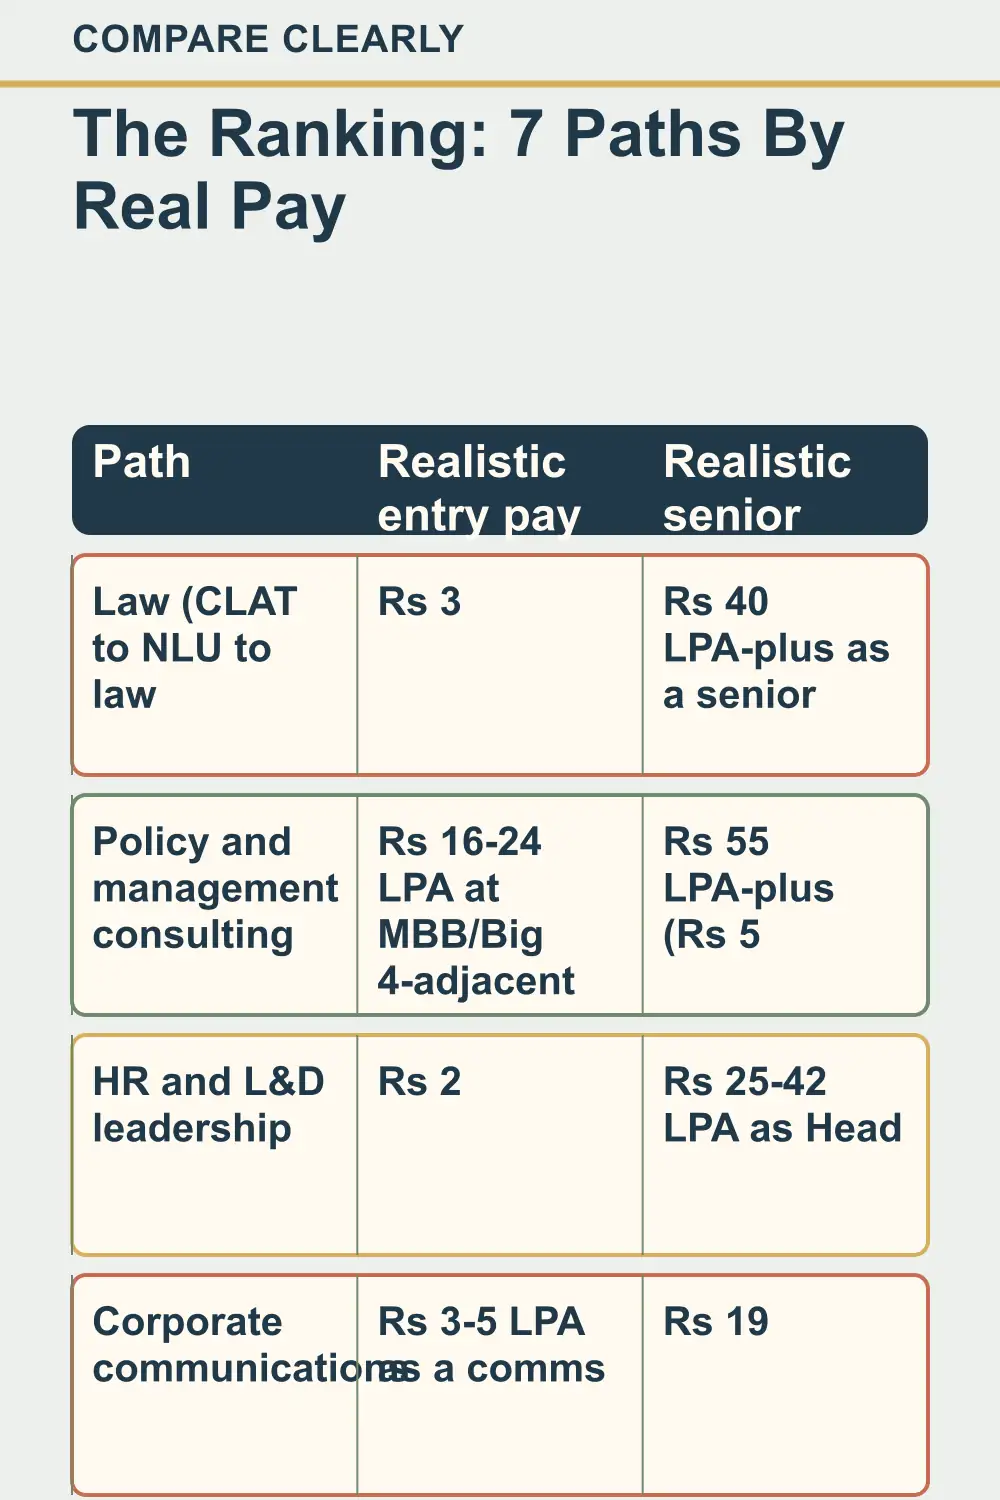 COMPARE CLEARLY
The Ranking: 7 Paths By
Real Pay
Path
Realistic
entry pay
Realistic
senior
Law (CLAT
to NLU to
law
Rs 3
Rs 40
LPA-plus as
a senior
Policy and
management
consulting
Rs 16-24
LPA at
MBB/Big
4-adjacent
Rs 55
LPA-plus
(Rs 5
HR and L&D
leadership
Rs 2
Rs 25-42
LPA as Head
Corporate
communications
Rs 3-5 LPA
as a comms
Rs 19